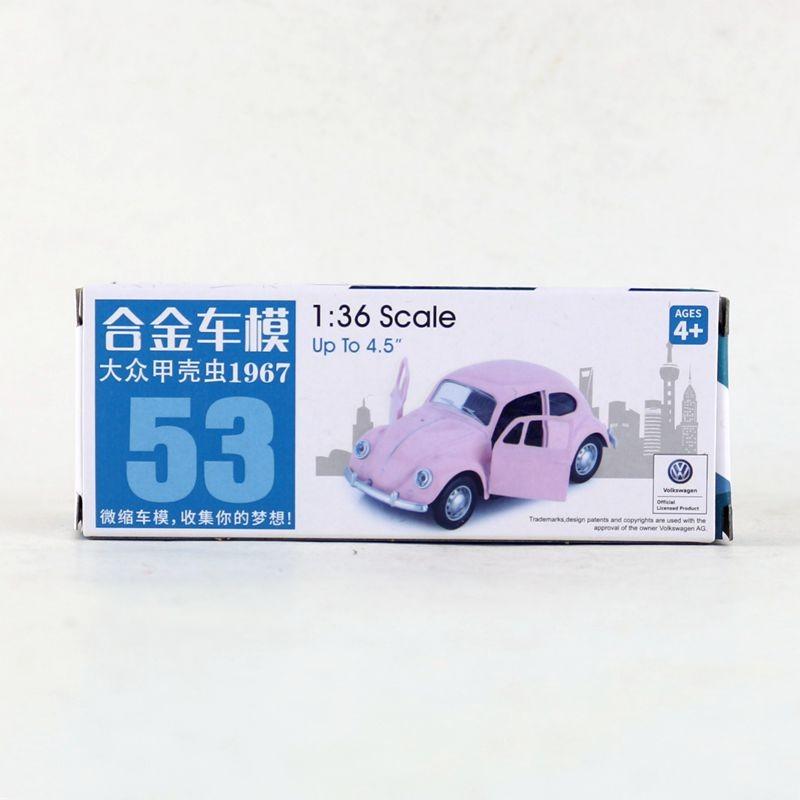 合金车模
大众甲壳虫1967
53
微缩车模,收集你的梦想!
1:36 Scale
Up To 4.5"
AGES
4+
Volkswagen
Official
Licensed Product
Trademarks,design patents and copyrights are used with the
approval of the owner Volkswagen AG.